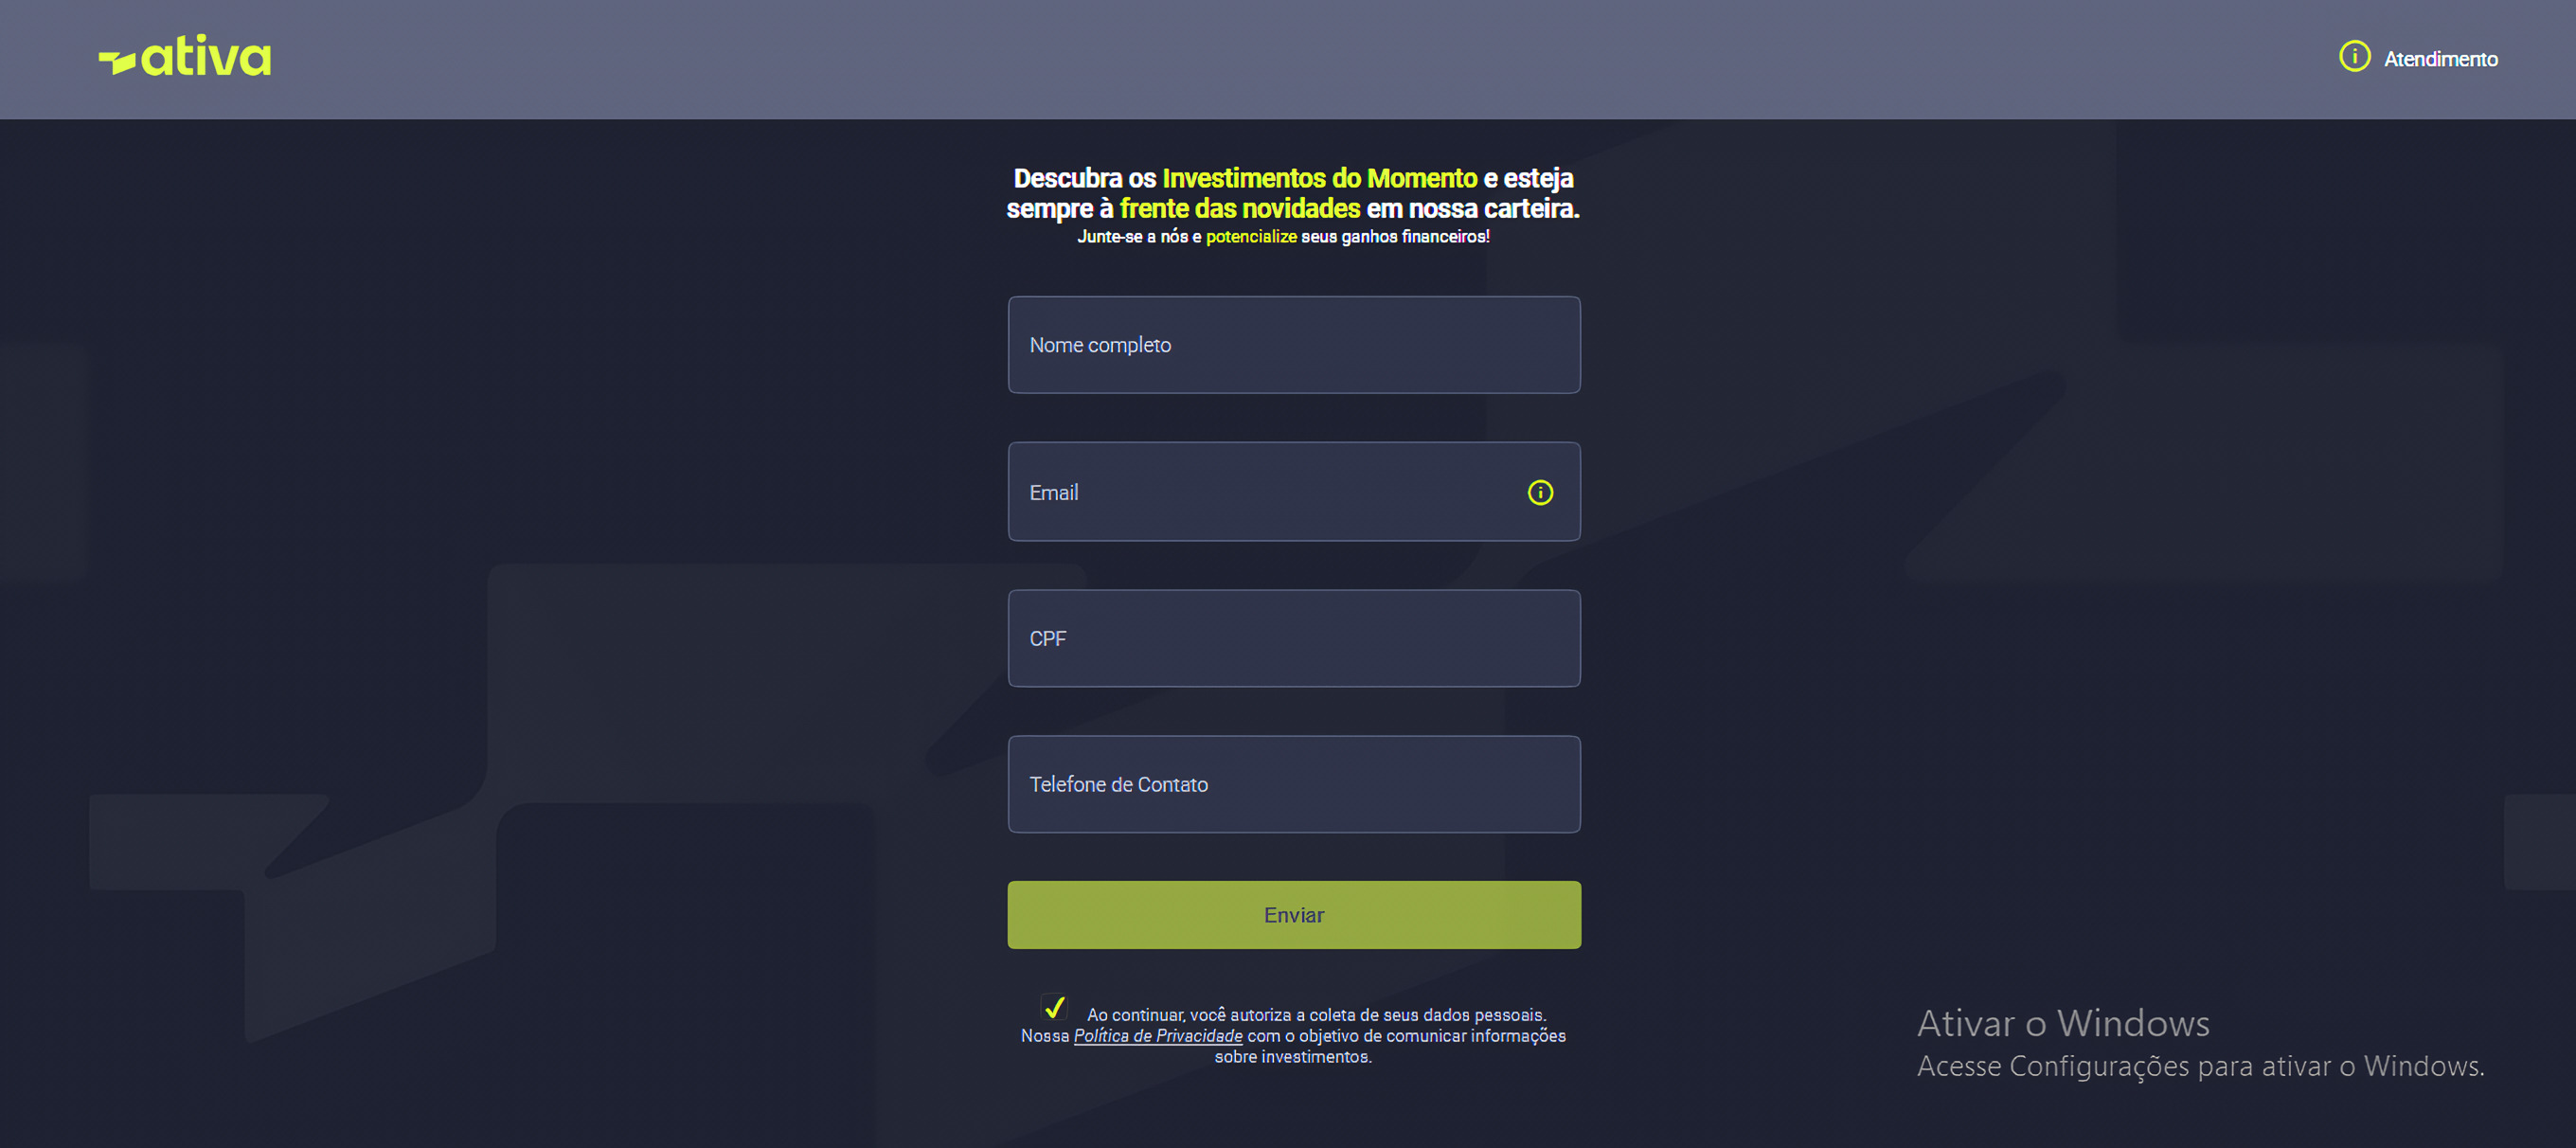 ativa
Atendimento
Descubra os Investimentos do Momento e esteja
sempre à frente das novidades em nossa carteira.
Junte-se a nós e potencialize seus ganhos financeiros!
Nome completo
Email
CPF
Telefone de Contato
Enviar
Ao continuar, você autoriza a coleta de seus dados pessoais.
Nossa Política de Privacidade com o objetivo de comunicar informações
sobre investimentos.
Ativar o Windows
Acesse Configurações para ativar o Windows.